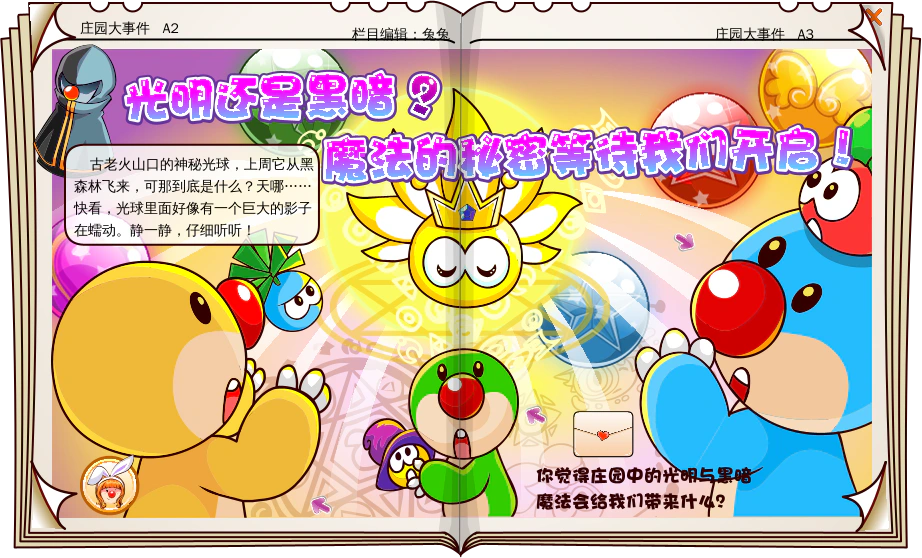 庄园大事件 A2
栏目编辑：兔兔
庄园大事件 A3
光明还是黑暗？
魔法的秘密等待我们开启！
古老火山口的神秘光球，上周它从黑
森林飞来，可那到底是什么？天哪……
快看，光球里面好像有一个巨大的影子
在蠕动。静一静，仔细听听！
你觉得庄园中的光明与黑暗
魔法会给我们带来什么？